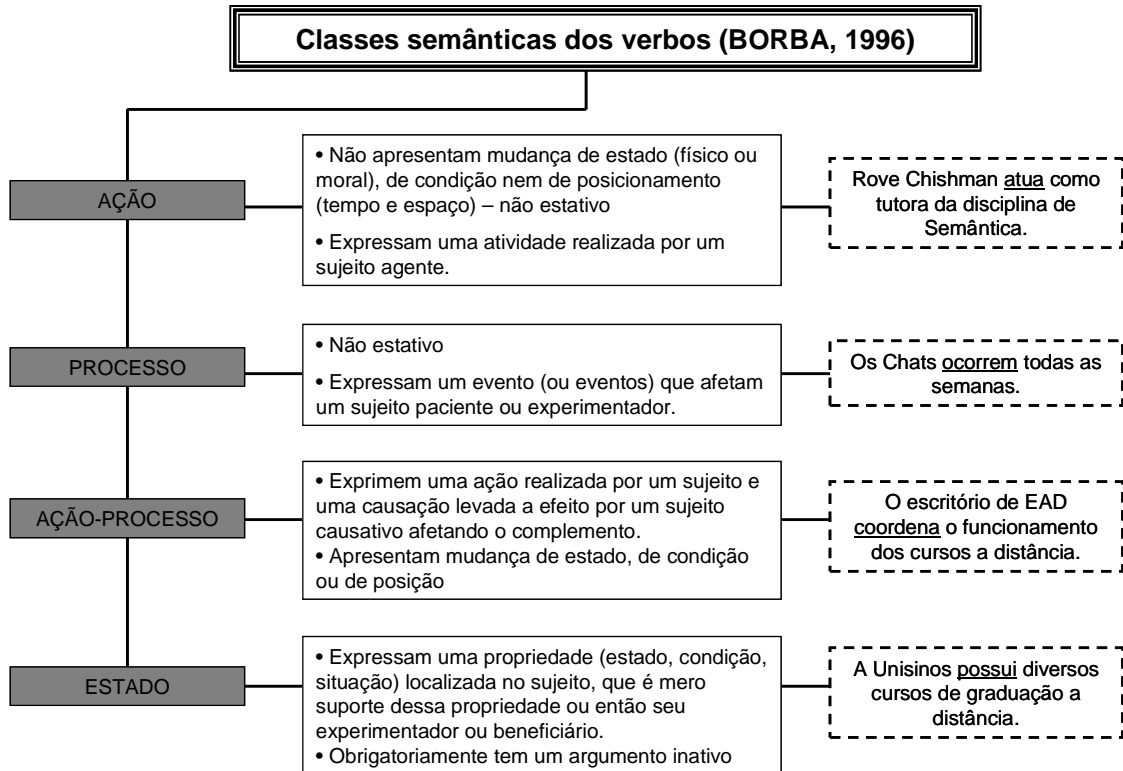 Classes semânticas dos verbos (BORBA, 1996)
AÇÃO
• Não apresentam mudança de estado (físico ou
moral), de condição nem de posicionamento
(tempo e espaço) – não estativo
• Expressam uma atividade realizada por um
sujeito agente.
Rove Chishman atua como
tutora da disciplina de
Semântica.
PROCESSO
• Não estativo
• Expressam um evento (ou eventos) que afetam
um sujeito paciente ou experimentador.
Os Chats ocorrem todas as
semanas.
AÇÃO-PROCESSO
• Exprimem uma ação realizada por um sujeito e
uma causação levada a efeito por um sujeito
causativo afetando o complemento.
• Apresentam mudança de estado, de condição
ou de posição
O escritório de EAD
coordena o funcionamento
dos cursos a distância.
ESTADO
• Expressam uma propriedade (estado, condição,
situação) localizada no sujeito, que é mero
suporte dessa propriedade ou então seu
experimentador ou beneficiário.
• Obrigatoriamente tem um argumento inativo
A Unisinos possui diversos
cursos de graduação a
distância.